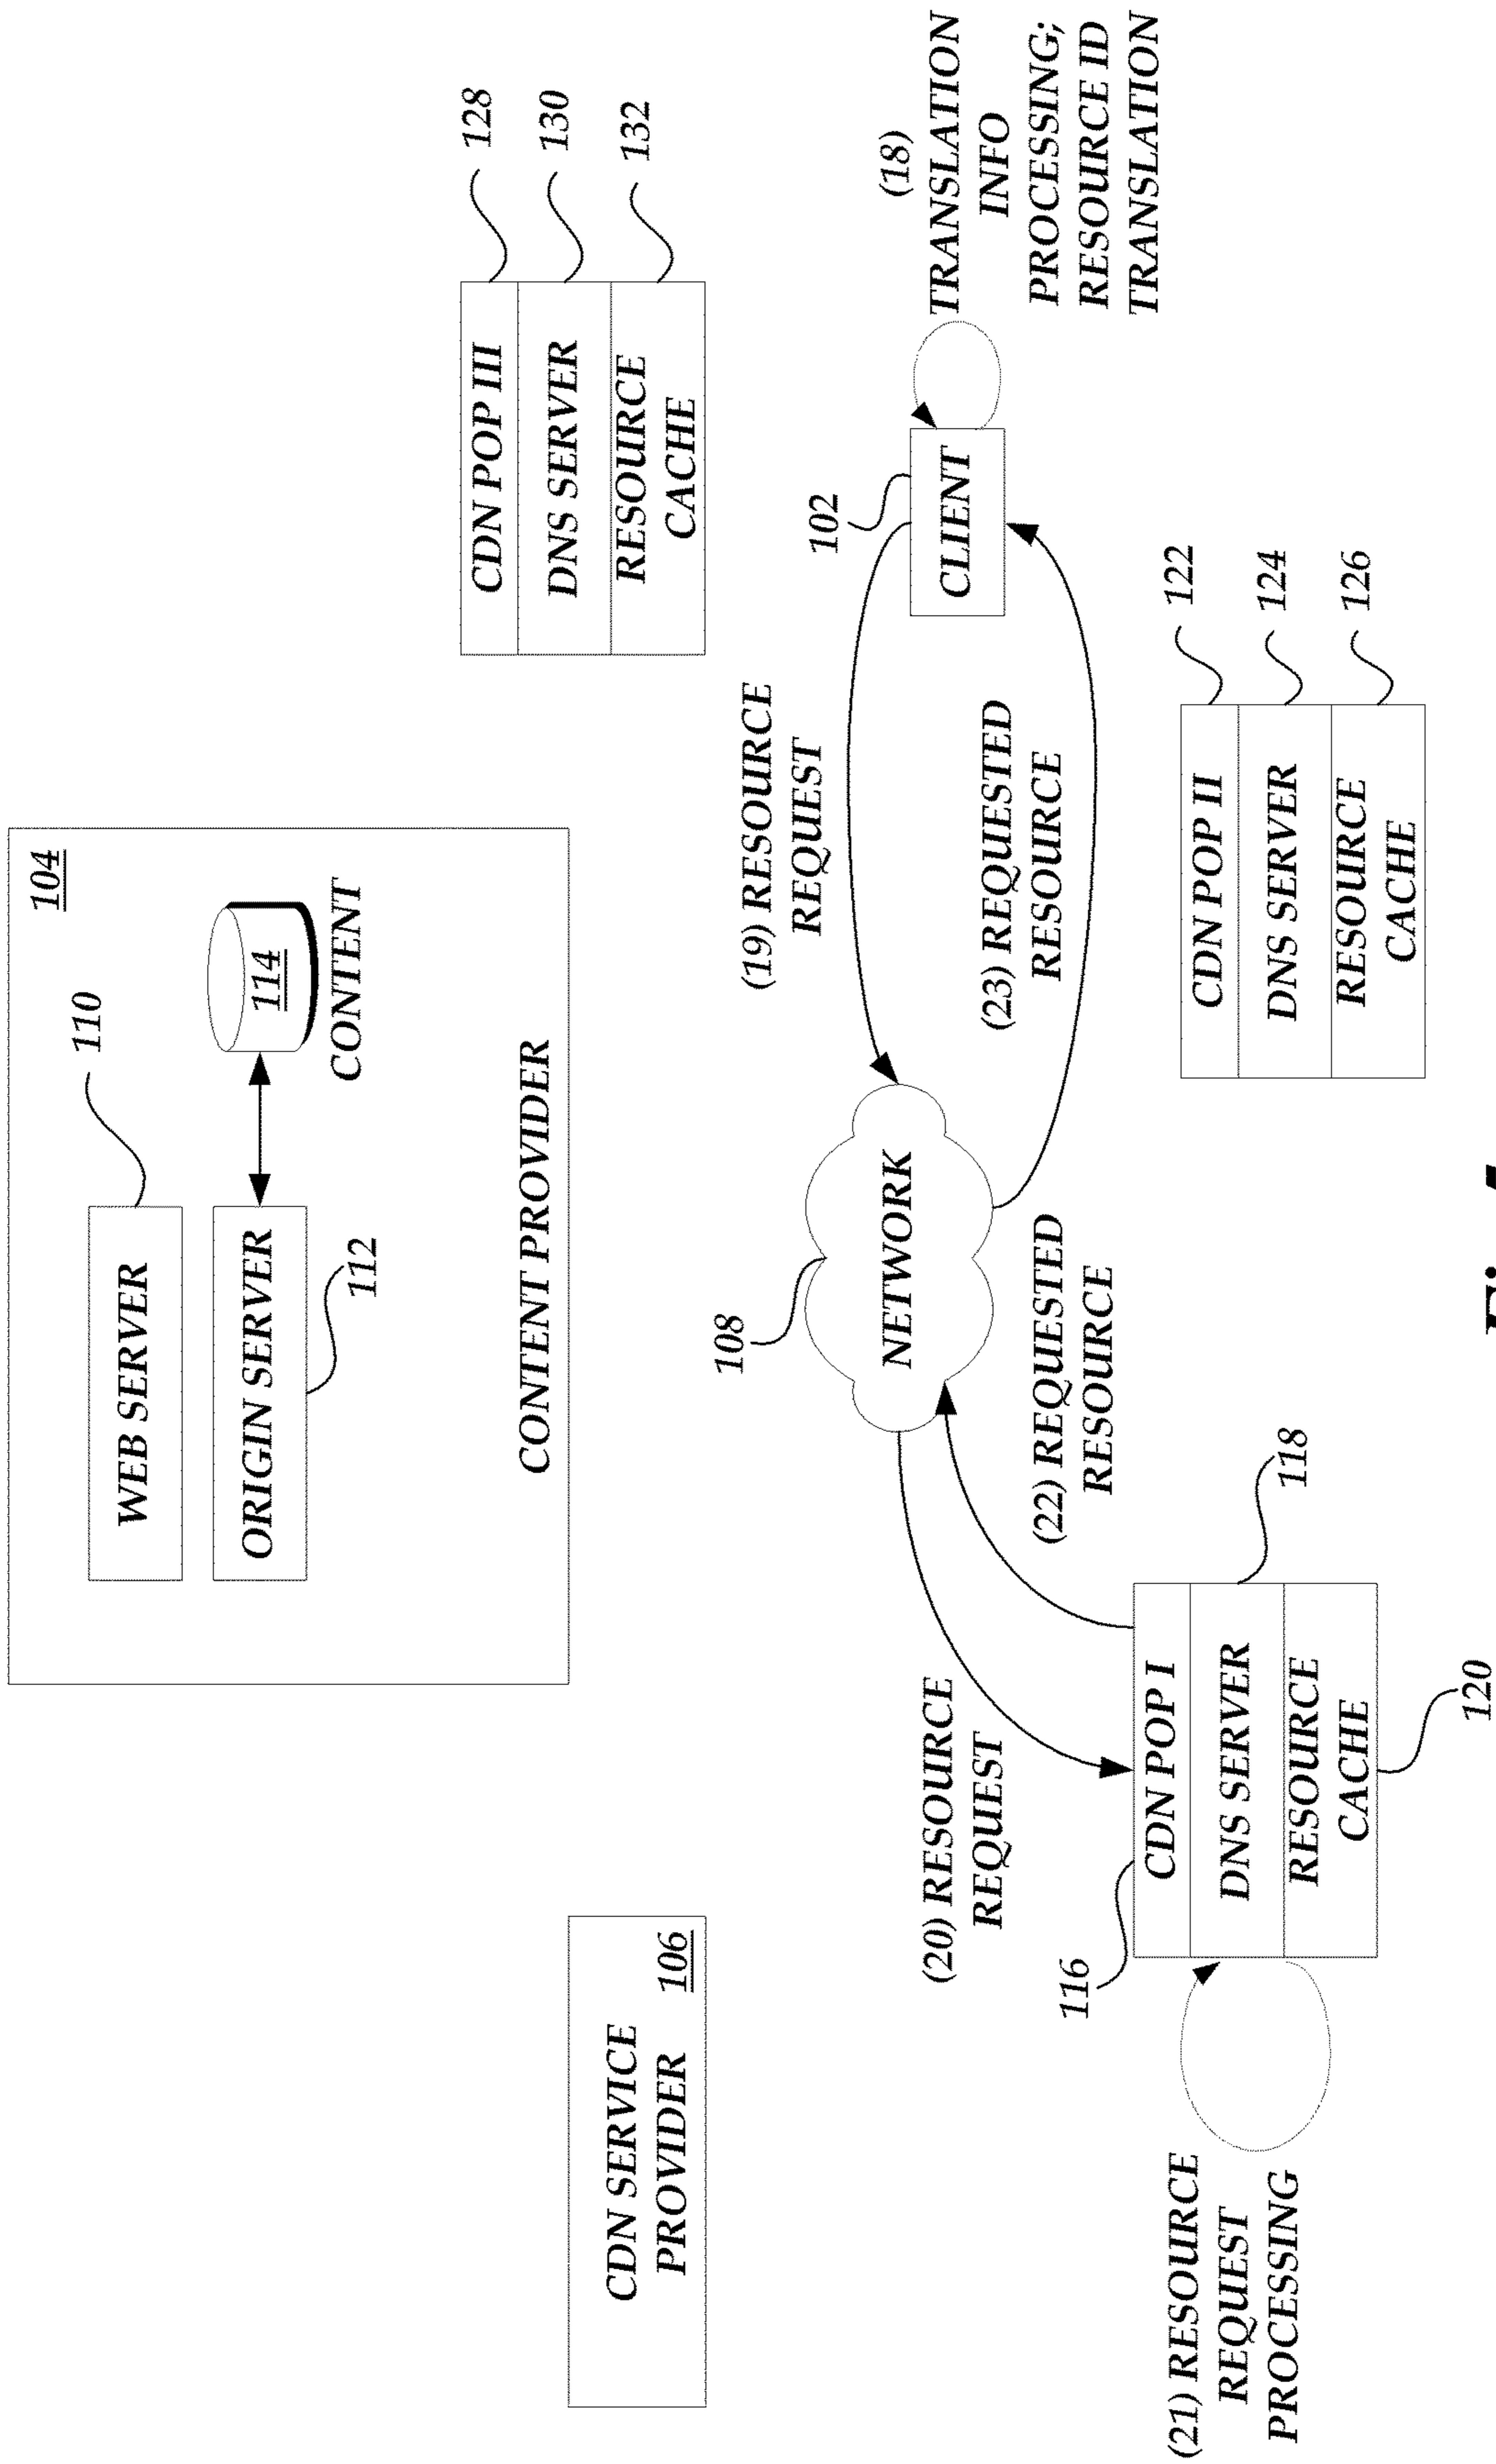 104
WEB SERVER
110
ORIGIN SERVER
112
114
CONTENT
CONTENT PROVIDER
CDN SERVICE
PROVIDER
106
CDN POP III
128
DNS SERVER
130
RESOURCE
CACHE
132
108
NETWORK
(19) RESOURCE
REQUEST
102
CLIENT
(18)
TRANSLATION
INFO
PROCESSING;
RESOURCE ID
TRANSLATION
(20) RESOURCE
REQUEST
(23) REQUESTED
RESOURCE
(22) REQUESTED
RESOURCE
116
CDN POP I
DNS SERVER
118
RESOURCE
CACHE
120
(21) RESOURCE
REQUEST
PROCESSING
CDN POP II
122
DNS SERVER
124
RESOURCE
CACHE
126